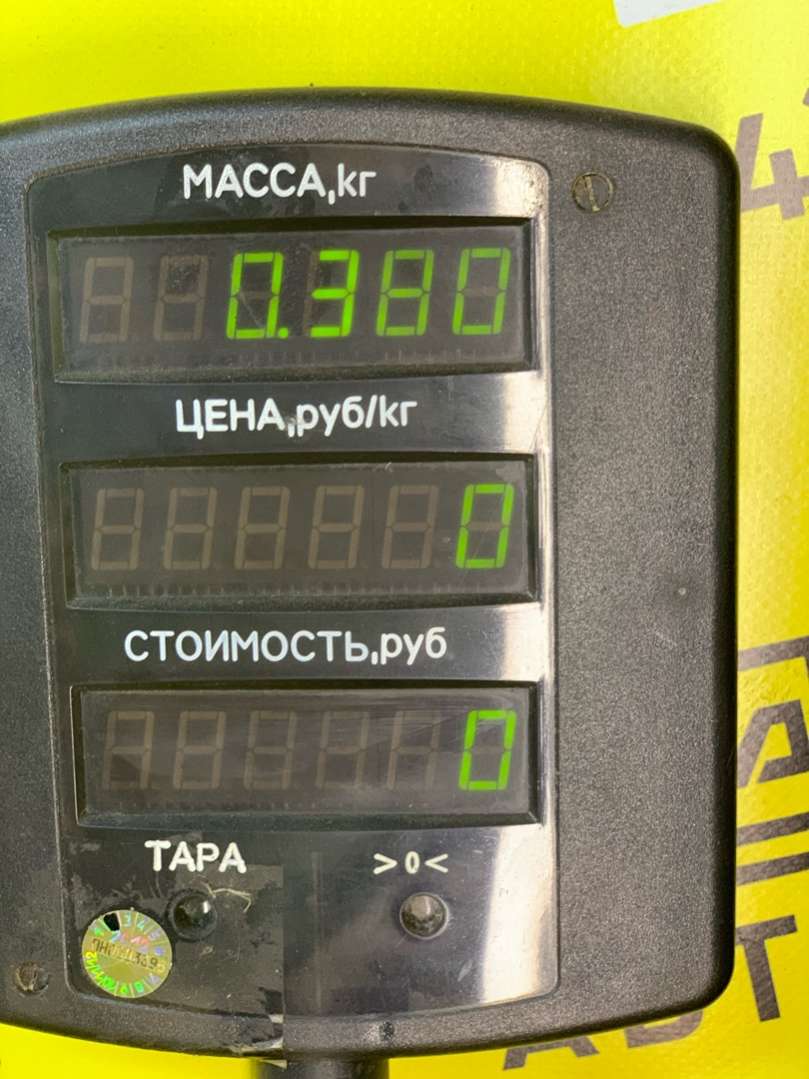 МАССА,кг
0.380
ЦЕНА,руб/кг
0
СТОИМОСТЬ,руб
0
ТАРА >0<